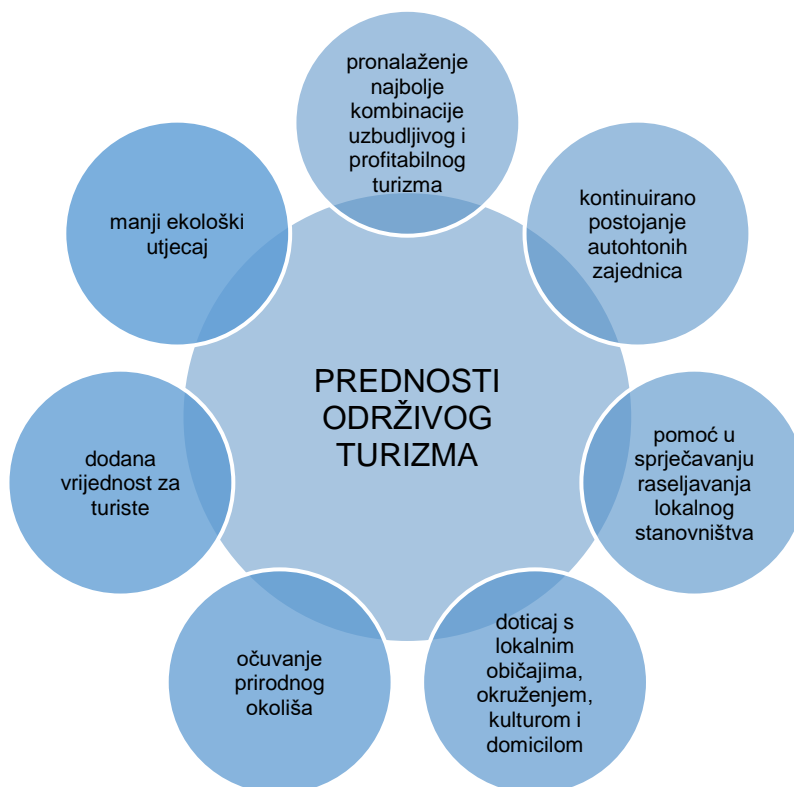 pronalaženje
najbolje
kombinacije
uzbudljivog i
profitabilnog
turizma
kontinuirano
postojanje
autohtonih
zajednica
pomoć u
sprječavanju
raseljavanja
lokalnog
stanovništva
doticaj s
lokalnim
običajima,
okruženjem,
kulturom i
domicilom
očuvanje
prirodnog
okoliša
dodana
vrijednost za
turiste
manji ekološki
utjecaj
PREDNOSTI
ODRŽIVOG
TURIZMA